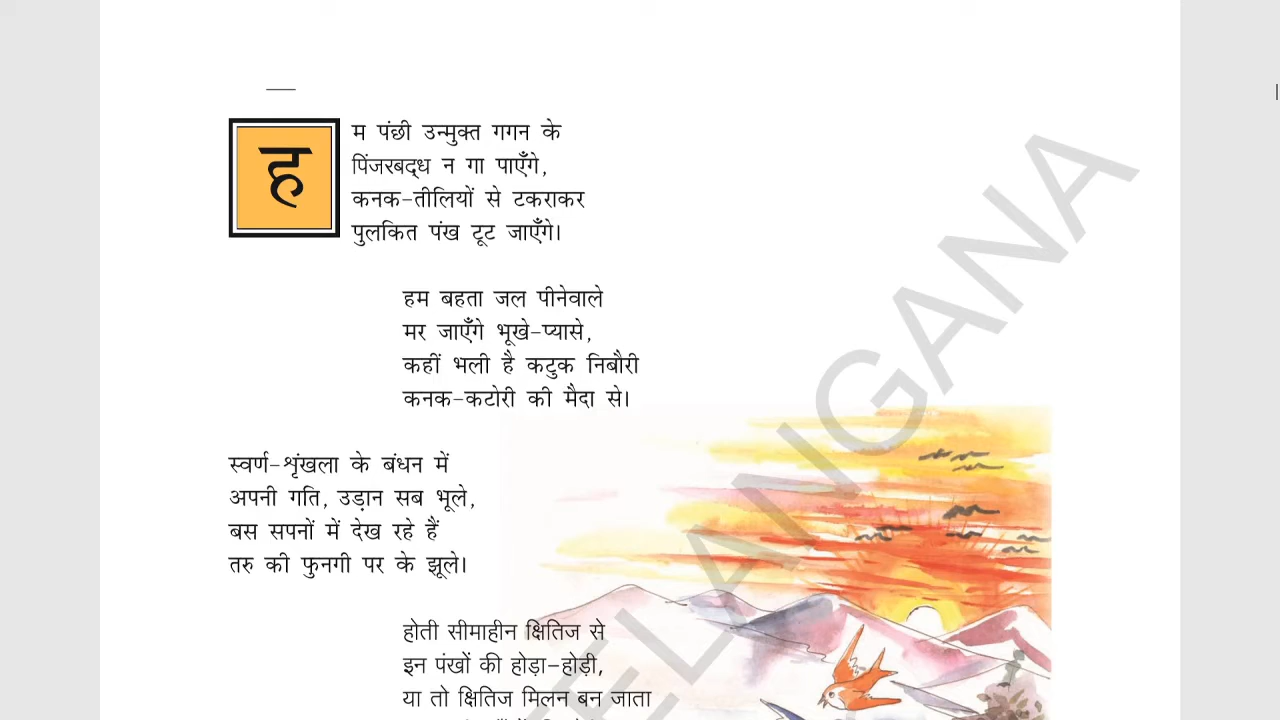 हम पंछी उन्मुक्त गगन के
पिंजरबद्ध न गा पाएँगे,
कनक-तीलियों से टकराकर
पुलकित पंख टूट जाएँगे।
हम बहता जल पीनेवाले
मर जाएँगे भूखे-प्यासे,
कहीं भली है कटुक निबौरी
कनक-कटोरी की मैदा से।
स्वर्ण-शृंखला के बंधन में
अपनी गति, उड़ान सब भूले,
बस सपनों में देख रहे हैं
तरु की फुनगी पर के झूले।
होती सीमाहीन क्षितिज से
इन पंखों की होड़ा-होड़ी,
या तो क्षितिज मिलन बन जाता
ELANGANA